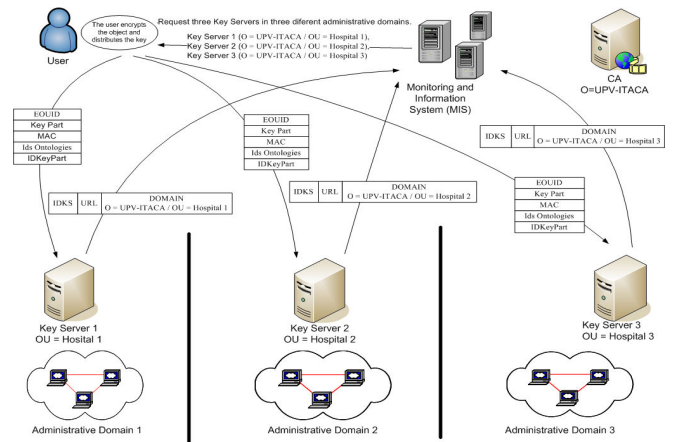 Request three Key Servers in three diferent administrative domains.
The user encrypts
the object and
distributes the key
Key Server 1 (O = UPV-ITACA / OU = Hospital 1),
Key Server 2 (O = UPV-ITACA / OU = Hospital 2),
Key Server 3 (O = UPV-ITACA / OU = Hospital 3)
User
Monitoring and
Information
System (MIS)
CA
O=UPV-ITACA
EOUID
Key Part
MAC
Ids Ontologies
IDKeyPart
EOUID
Key Part
MAC
Ids Ontologies
IDKeyPart
IDKS URL DOMAIN
O = UPV-ITACA / OU = Hospital 3
IDKS URL DOMAIN
O = UPV-ITACA / OU = Hospital 1
IDKS URL DOMAIN
O = UPV-ITACA / OU = Hospital 2
EOUID
Key Part
MAC
Ids Ontologies
IDKeyPart
Key Server 1
OU = Hosital 1
Key Server 2
OU = Hospital 2
Key Server 3
OU = Hospital 3
Administrative Domain 1
Administrative Domain 2
Administrative Domain 3